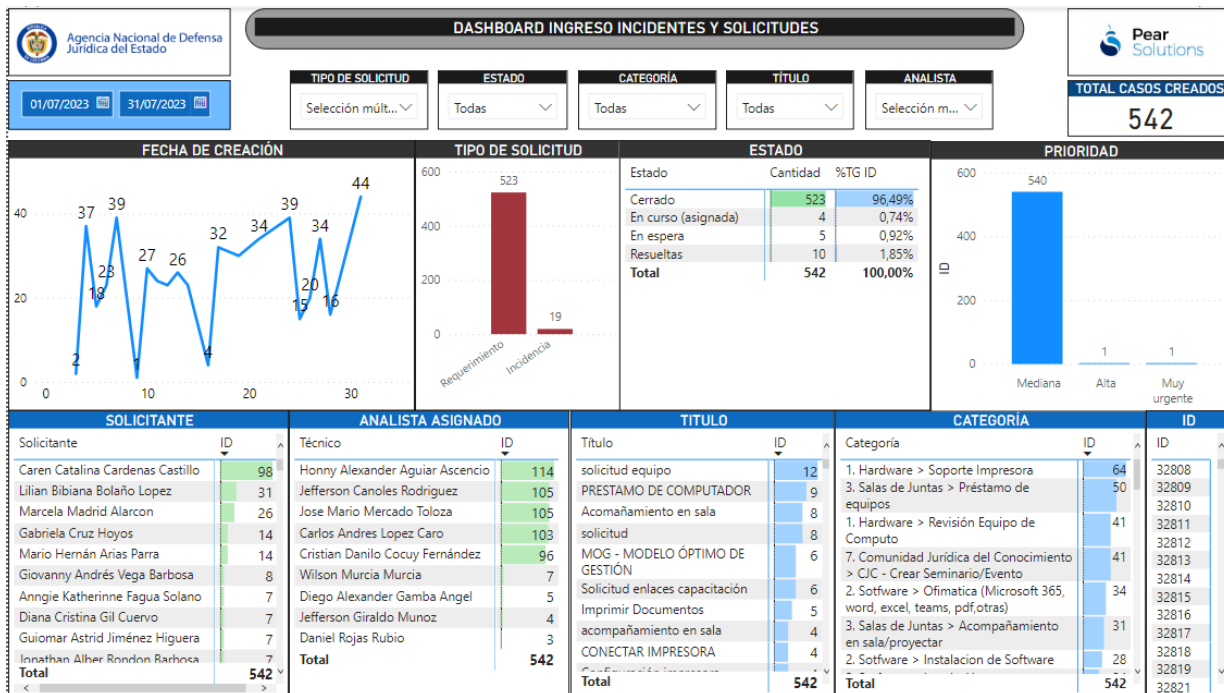 Agencia Nacional de Defensa
Jurídica del Estado
DASHBOARD INGRESO INCIDENTES Y SOLICITUDES
Pear
Solutions
01/07/2023
31/07/2023
TIPO DE SOLICITUD
Selección múlt...
ESTADO
Todas
CATEGORÍA
Todas
TÍTULO
Todas
ANALISTA
Selección m...
TOTAL CASOS CREADOS
542
FECHA DE CREACIÓN
40
20
0
0
10
20
30
2
37
18
23
39
1
27
26
4
32
34
39
15
20
34
16
44
TIPO DE SOLICITUD
600
400
200
0
523
19
Requerimiento
Incidencia
ESTADO
Estado Cantidad %TG ID
Cerrado 523 96,49%
En curso (asignada) 4 0,74%
En espera 5 0,92%
Resueltas 10 1,85%
Total 542 100,00%
PRIORIDAD
ID
600
400
200
0
540
1
1
Mediana
Alta
Muy
urgente
SOLICITANTE
Solicitante ID
Caren Catalina Cardenas Castillo 98
Lilian Bibiana Bolaño Lopez 31
Marcela Madrid Alarcon 26
Gabriela Cruz Hoyos 14
Mario Hernán Arias Parra 14
Giovanny Andrés Vega Barbosa 8
Anngie Katherinne Fagua Solano 7
Diana Cristina Gil Cuervo 7
Guiomar Astrid Jiménez Higuera 7
Jonathan Alber Rondon Barbosa 7
Total 542
ANALISTA ASIGNADO
Técnico ID
Honny Alexander Aguiar Ascencio 114
Jefferson Canoles Rodriguez 105
Jose Mario Mercado Toloza 105
Carlos Andres Lopez Caro 103
Cristian Danilo Cocuy Fernández 96
Wilson Murcia Murcia 7
Diego Alexander Gamba Angel 5
Jefferson Giraldo Munoz 4
Daniel Rojas Rubio 3
Total 542
TITULO
Título ID
solicitud equipo 12
PRESTAMO DE COMPUTADOR 9
Acomañamiento en sala 8
solicitud 8
MOG - MODELO ÓPTIMO DE
GESTIÓN 6
Solicitud enlaces capacitación 6
Imprimir Documentos 5
acompañamiento en sala 4
CONECTAR IMPRESORA 4
Total 542
CATEGORÍA
Categoría ID
1. Hardware > Soporte Impresora 64
3. Salas de Juntas > Préstamo de
equipos 50
1. Hardware > Revisión Equipo de
Computo 41
7. Comunidad Jurídica del Conocimiento
> CJC - Crear Seminario/Evento 41
2. Sotfware > Ofimatica (Microsoft 365,
word, excel, teams, pdf,otras) 34
3. Salas de Juntas > Acompañamiento
en sala/proyectar 31
2. Sotfware > Instalacion de Software 28
Total 542
ID
ID
32808
32809
32810
32811
32812
32813
32814
32815
32816
32817
32818
32819
32821